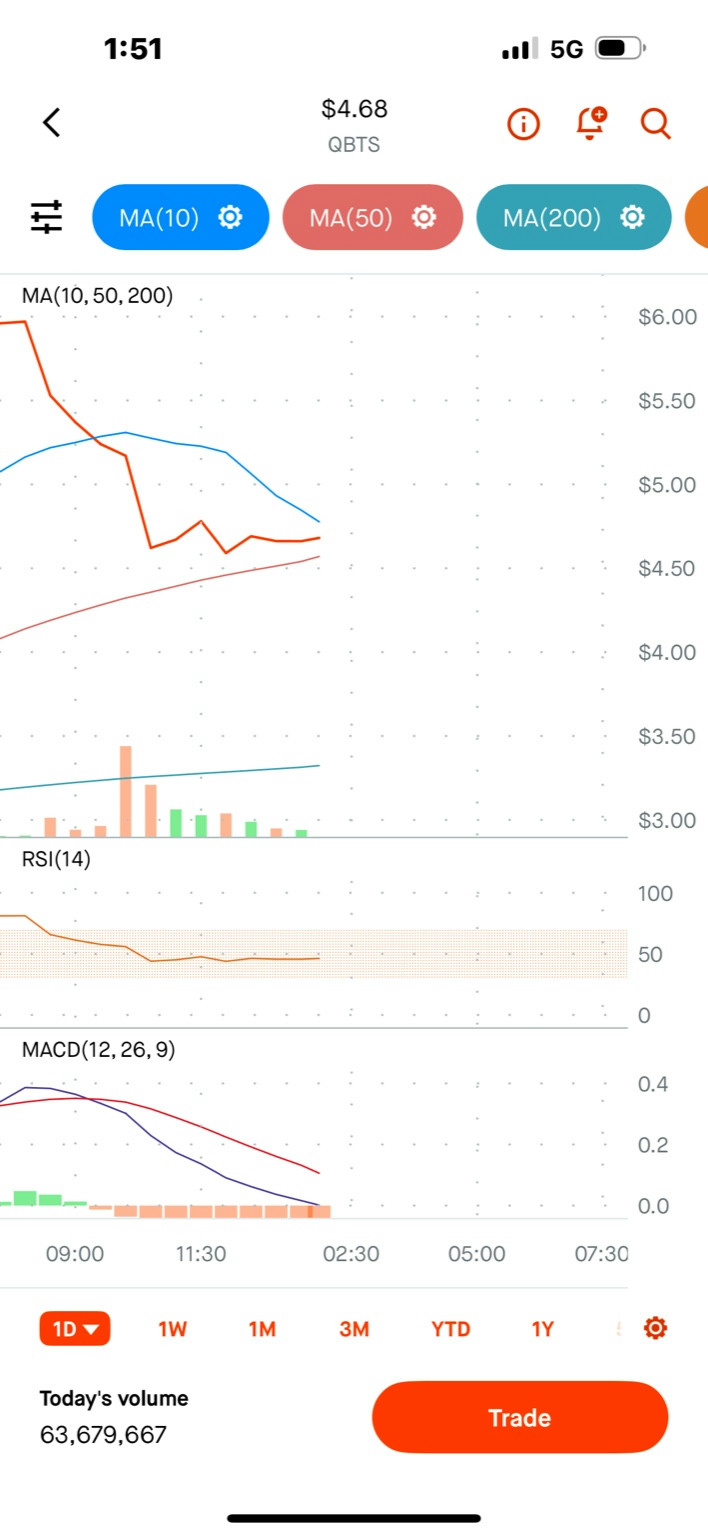 1:51
5G
$4.68
QBTS
MA(10)
MA(50)
MA(200)
MA(10, 50, 200)
$6.00
$5.50
$5.00
$4.50
$4.00
$3.50
$3.00
RSI(14)
100
50
0
MACD(12, 26, 9)
0.4
0.2
0.0
09:00 11:30 02:30 05:00 07:30
1D 1W 1M 3M YTD 1Y
Today's volume
63,679,667
Trade